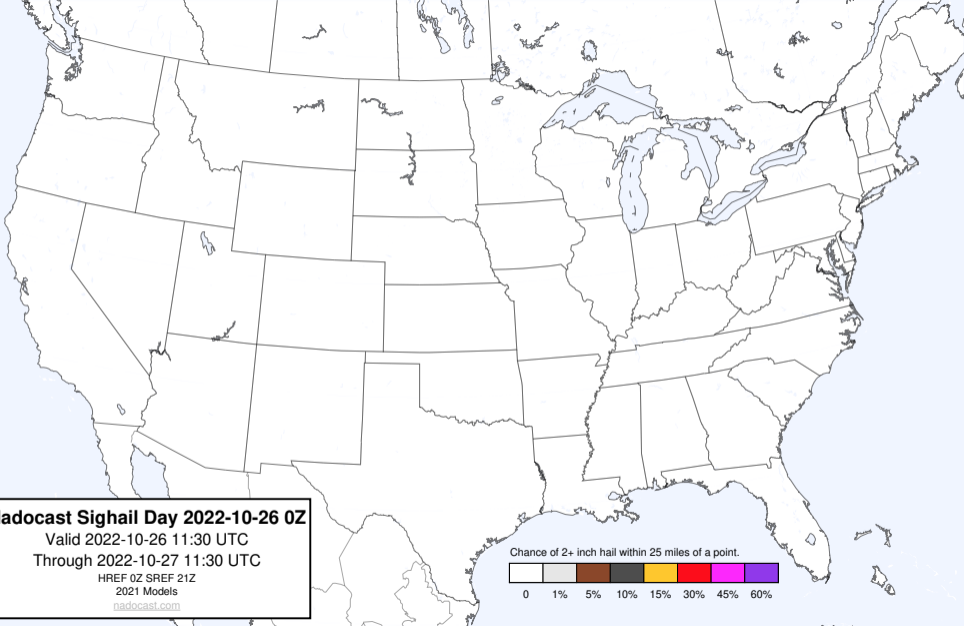 adocast Sighail Day 2022-10-26 0Z
Valid 2022-10-26 11:30 UTC
Through 2022-10-27 11:30 UTC
HREF 0Z SREF 21Z
2021 Models
nadocast.com
Chance of 2+ inch hail within 25 miles of a point.
0 1% 5% 10% 15% 30% 45% 60%